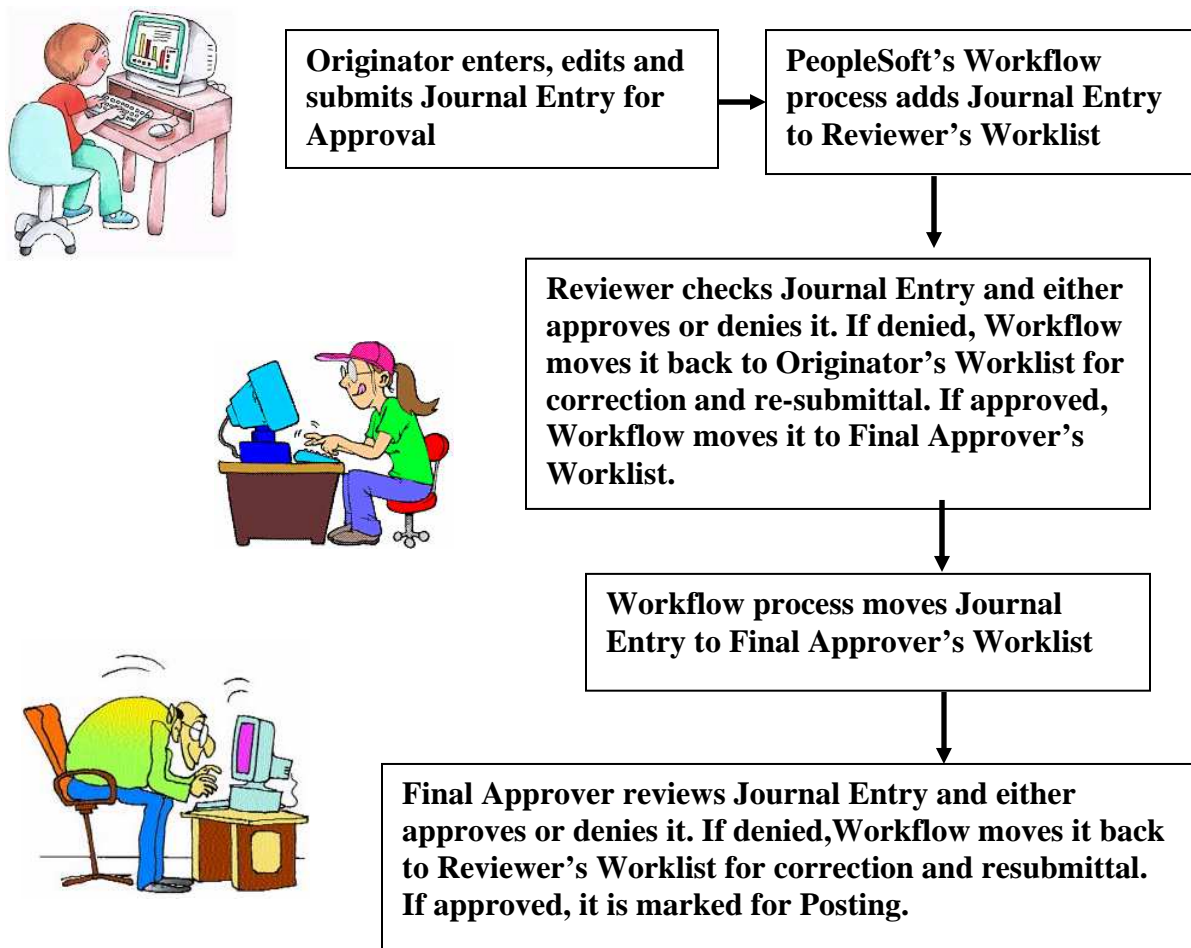 Originator enters, edits and
submits Journal Entry for
Approval
PeopleSoft’s Workflow
process adds Journal Entry
to Reviewer’s Worklist
Reviewer checks Journal Entry and either
approves or denies it. If denied, Workflow
moves it back to Originator’s Worklist for
correction and re-submittal. If approved,
Workflow moves it to Final Approver’s
Worklist.
Workflow process moves Journal
Entry to Final Approver’s Worklist
Final Approver reviews Journal Entry and either
approves or denies it. If denied,Workflow moves it back
to Reviewer’s Worklist for correction and resubmittal.
If approved, it is marked for Posting.